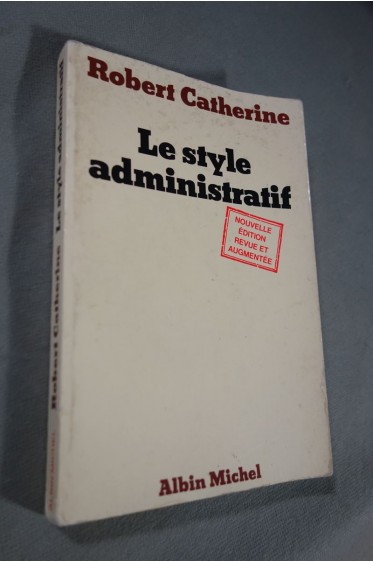 Robert Catherine
Le style
administratif
NOUVELLE
ÉDITION
REVUE ET
AUGMENTÉE
Albin Michel
Robert Catherine Le style administratif